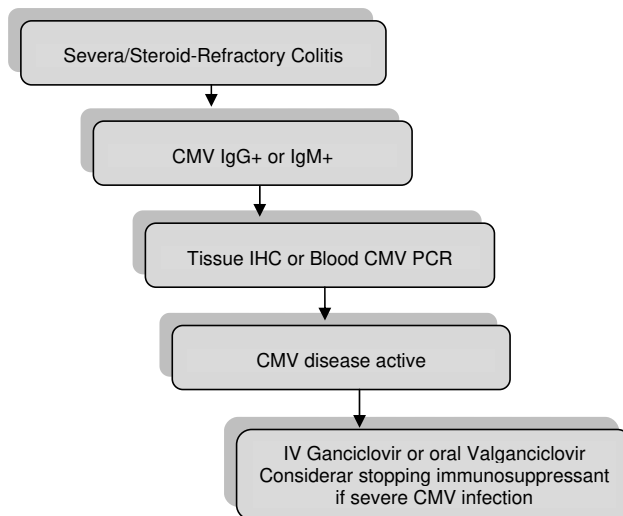 Severa/Steroid-Refractory Colitis
CMV IgG+ or IgM+
Tissue IHC or Blood CMV PCR
CMV disease active
IV Ganciclovir or oral Valganciclovir
Considerar stopping immunosuppressant
if severe CMV infection